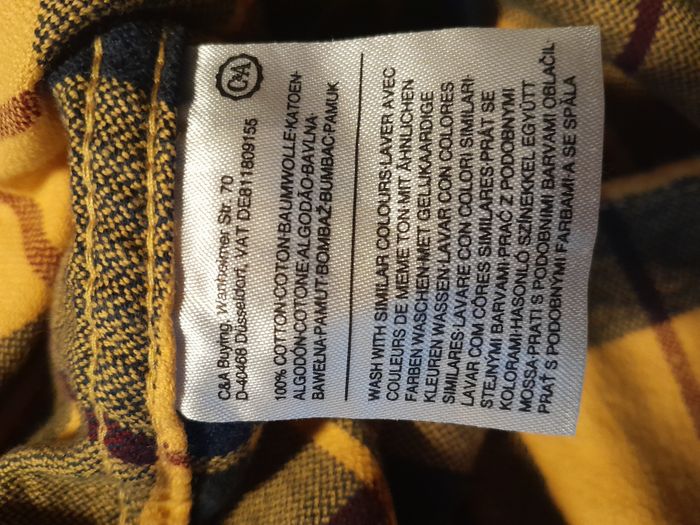 C&A
C&A Buying, Wanheimer Str. 70
D-40468 Düsseldorf, VAT DE811809155
100% COTTON·COTON·BAUMWOLLE·KATOEN·
ALGODÓN·COTONE·ALGODÃO·BAVLNA·
BAWEŁNA·PAMUT·BOMBAŽ·BUMBAC·PAMUK
WASH WITH SIMILAR COLOURS·LAVER AVEC
COULEURS DE MEME TON·MIT ÄHNLICHEN
FARBEN WASCHEN·MET GELIJKAARDIGE
KLEUREN WASSEN·LAVAR CON COLORES
SIMILARES·LAVARE CON COLORI SIMILARI·
LAVAR COM CÔRES SIMILARES·PRÁT SE
STEJNÝMI BARVAMI·PRAĆ Z PODOBNYMI
KOLORAMI·HASONLÓ SZÍNEKKEL EGYÜTT
MOSSA·PRATI S PODOBNIMI BARVAMI OBLAČIL·
PRAŤ S PODOBNÝMI FARBAMI·A SE SPĂLA